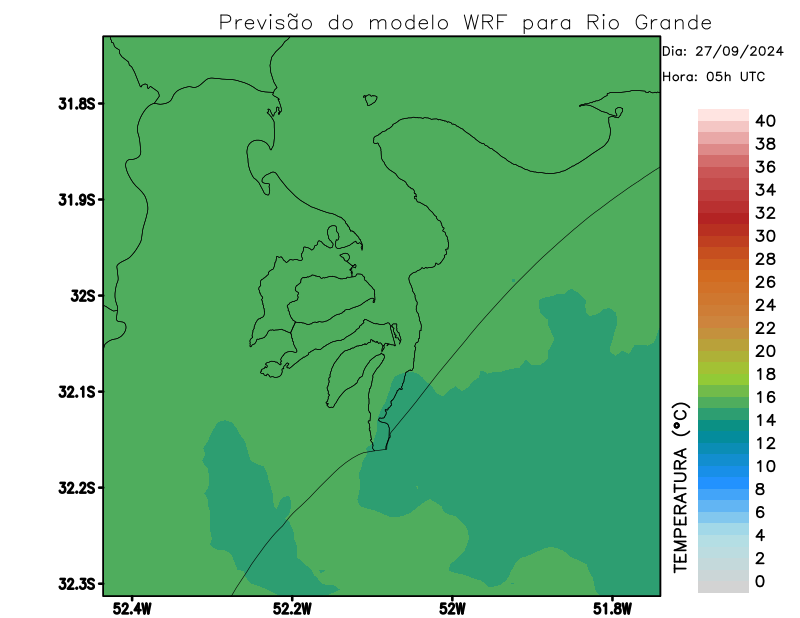 Previsão do modelo WRF para Rio Grande
Dia: 27/09/2024
Hora: 05h UTC
31.8S
31.9S
32S
32.1S
32.2S
32.3S
52.4W
52.2W
52W
51.8W
TEMPERATURA (°C)
40
38
36
34
32
30
28
26
24
22
20
18
16
14
12
10
8
6
4
2
0